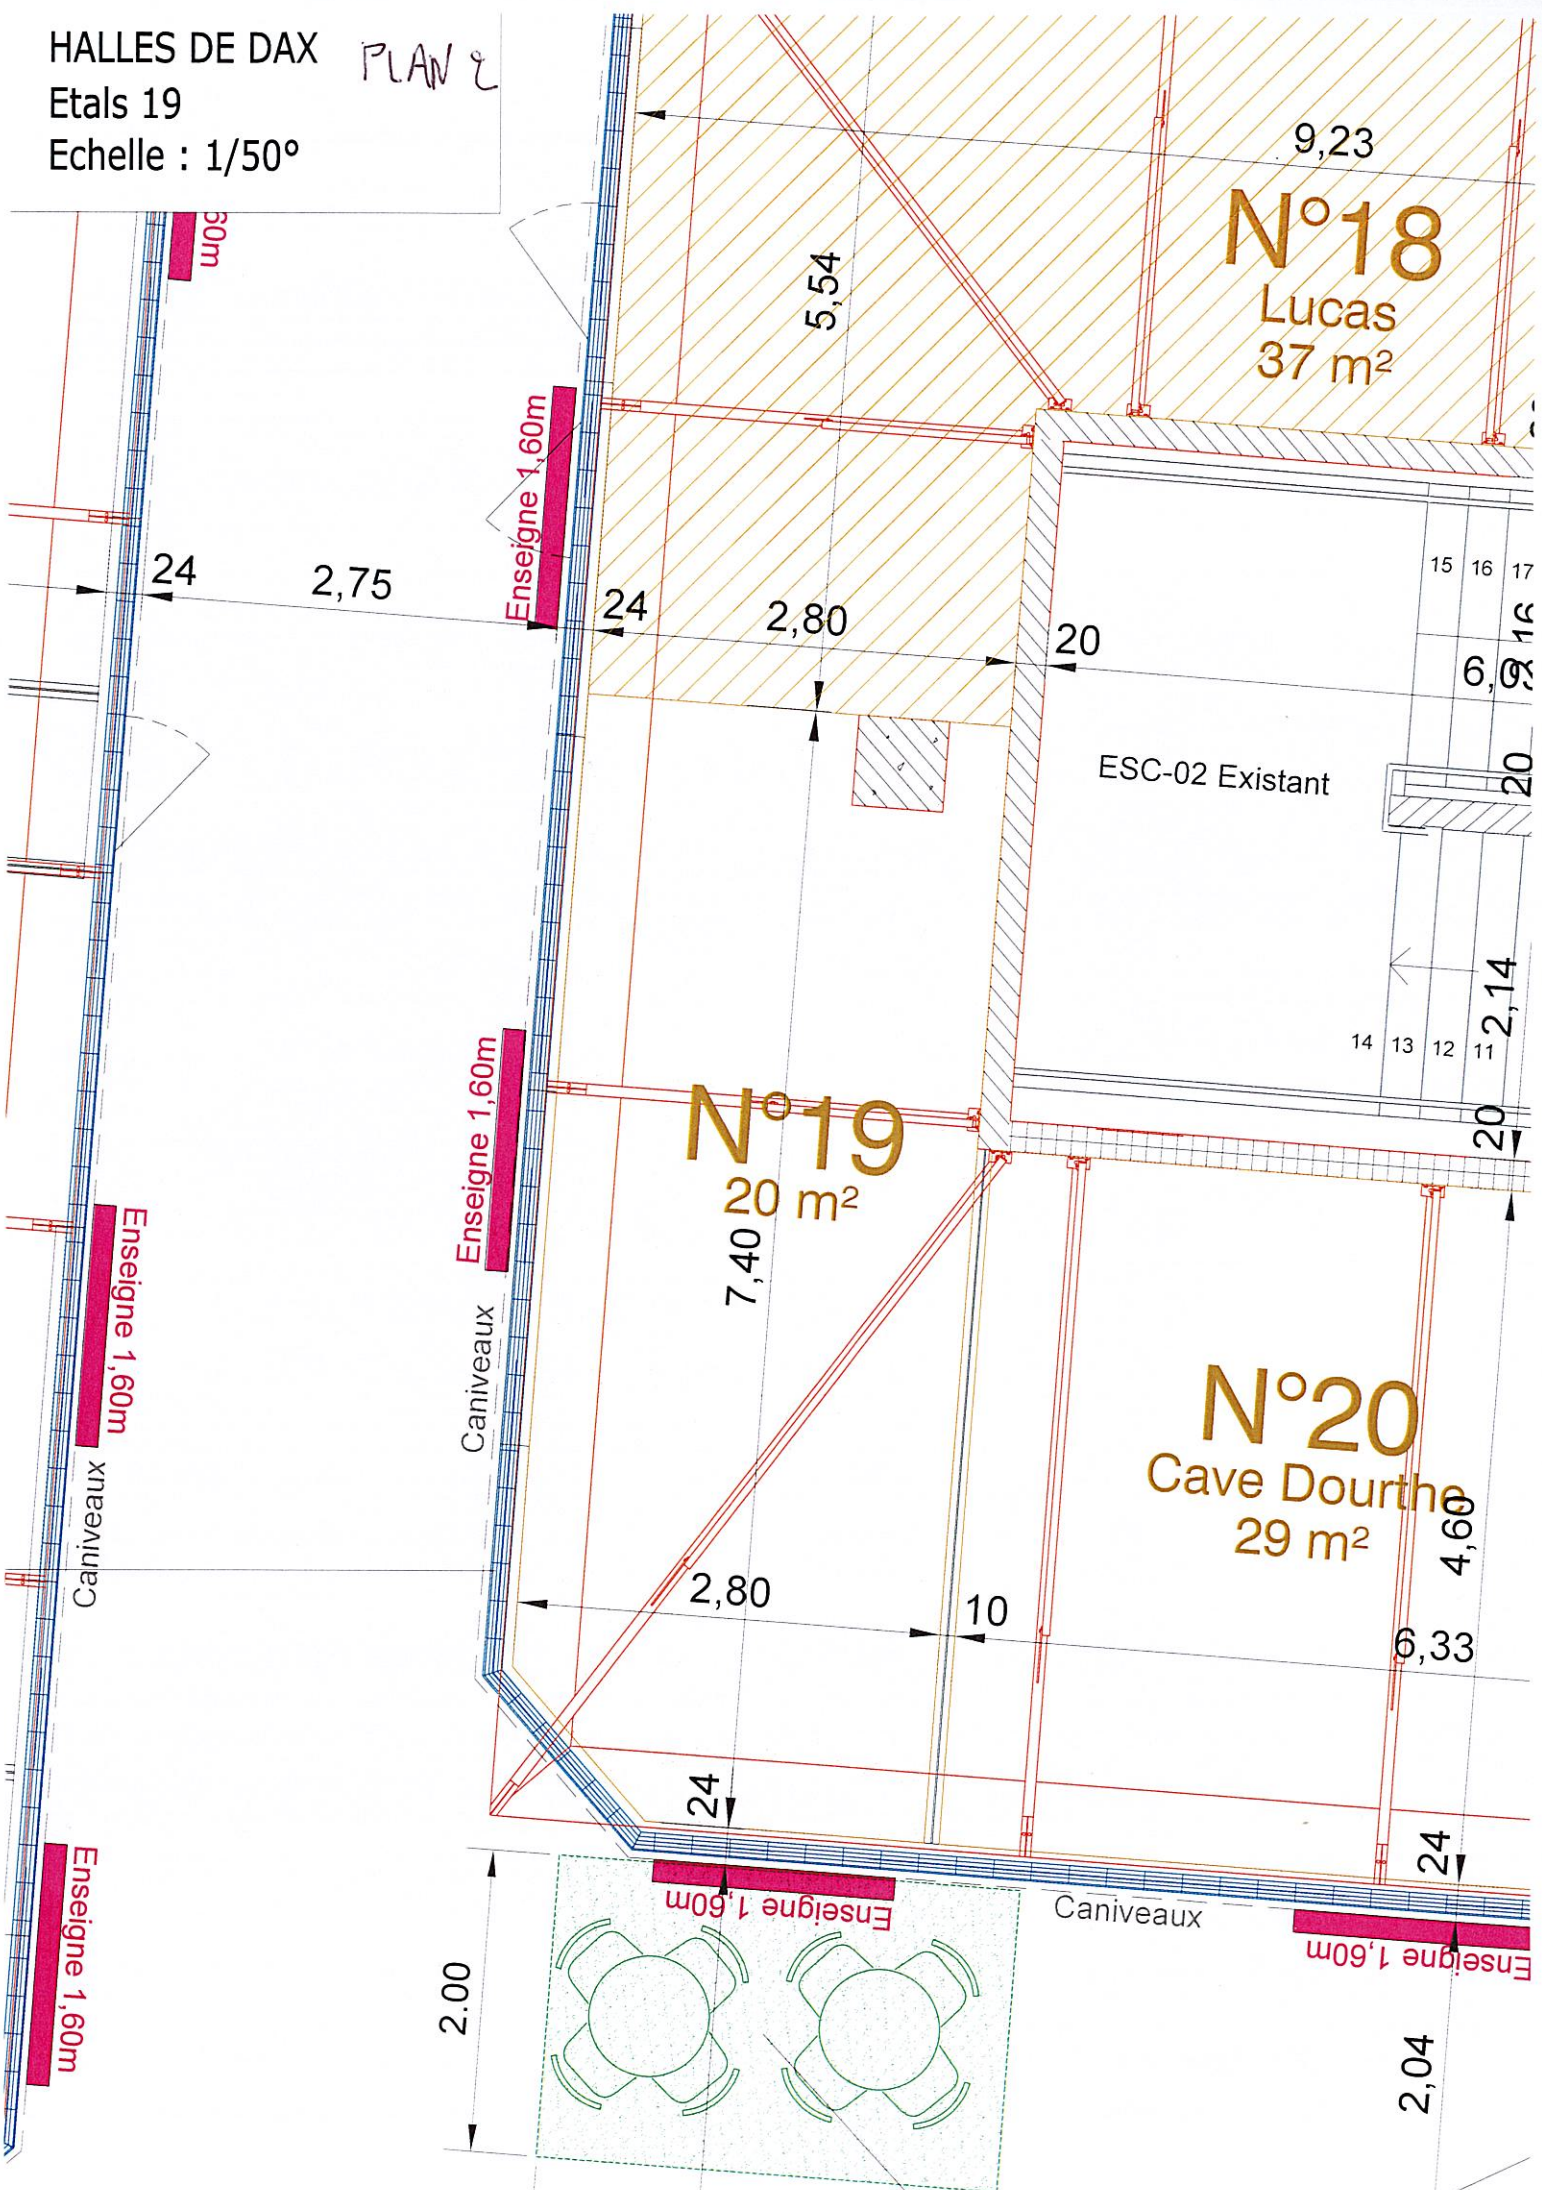 HALLES DE DAX
PLAN 2
Etals 19
Echelle : 1/50°
9,23
N°18
Lucas
37 m²
5,54
60m
Enseigne 1,60m
24
2,75
24
2,80
20
15
16
17
ESC-02 Existant
20
2,14
14
13
12
11
20
Enseigne 1,60m
N°19
20 m²
7,40
Enseigne 1,60m
Caniveaux
Caniveaux
N°20
Cave Dourthe
29 m²
4,60
2,80
10
6,33
24
24
Enseigne 1,60m
Enseigne 1,60m
Caniveaux
Enseigne 1,60m
2.00
2,04